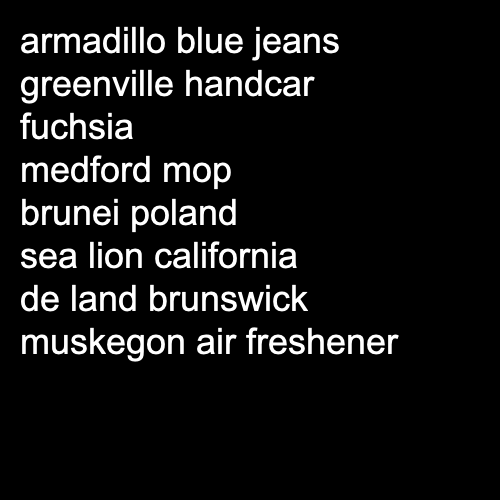 armadillo blue jeans
greenville handcar
fuchsia
medford mop
brunei poland
sea lion california
de land brunswick
muskegon air freshener